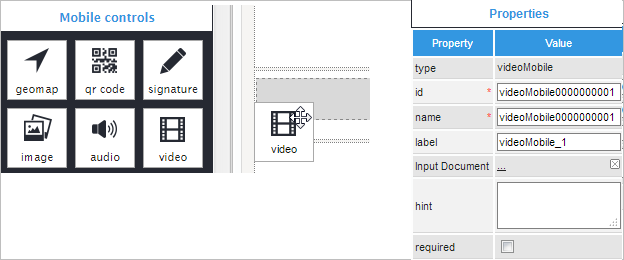 Mobile controls
geomap qr code signature
image audio video
video
Properties
Property Value
type videoMobile
id * videoMobile0000000001
name * videoMobile0000000001
label videoMobile_1
Input Document ...
hint
required